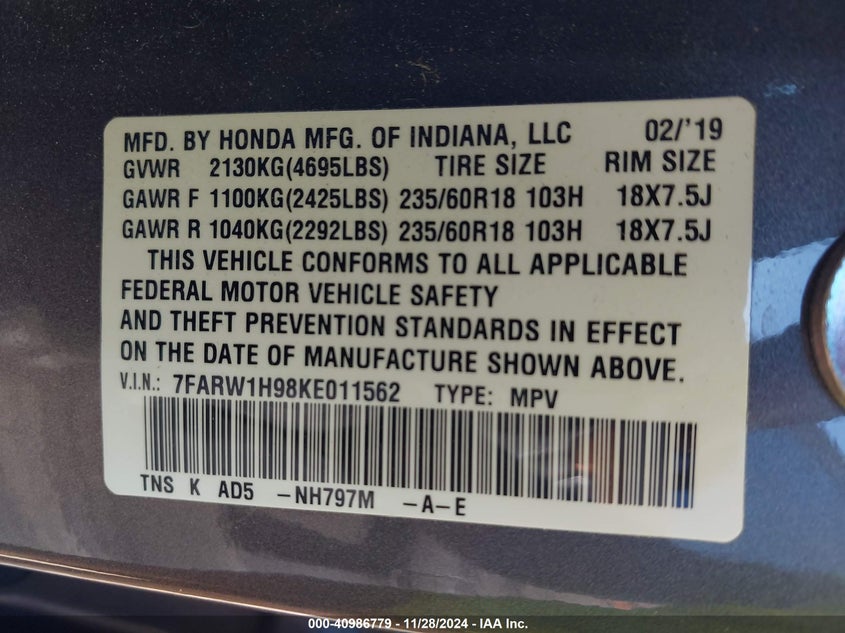 MFD. BY HONDA MFG. OF INDIANA, LLC 02/'19
GVWR 2130KG(4695LBS) TIRE SIZE RIM SIZE
GAWR F 1100KG(2425LBS) 235/60R18 103H 18X7.5J
GAWR R 1040KG(2292LBS) 235/60R18 103H 18X7.5J
THIS VEHICLE CONFORMS TO ALL APPLICABLE
FEDERAL MOTOR VEHICLE SAFETY
AND THEFT PREVENTION STANDARDS IN EFFECT
ON THE DATE OF MANUFACTURE SHOWN ABOVE.
V.I.N.: 7FARW1H98KE011562 TYPE: MPV
TNS K AD5 -NH797M -A-E
000-40986779 - 11/28/2024 - IAA Inc.